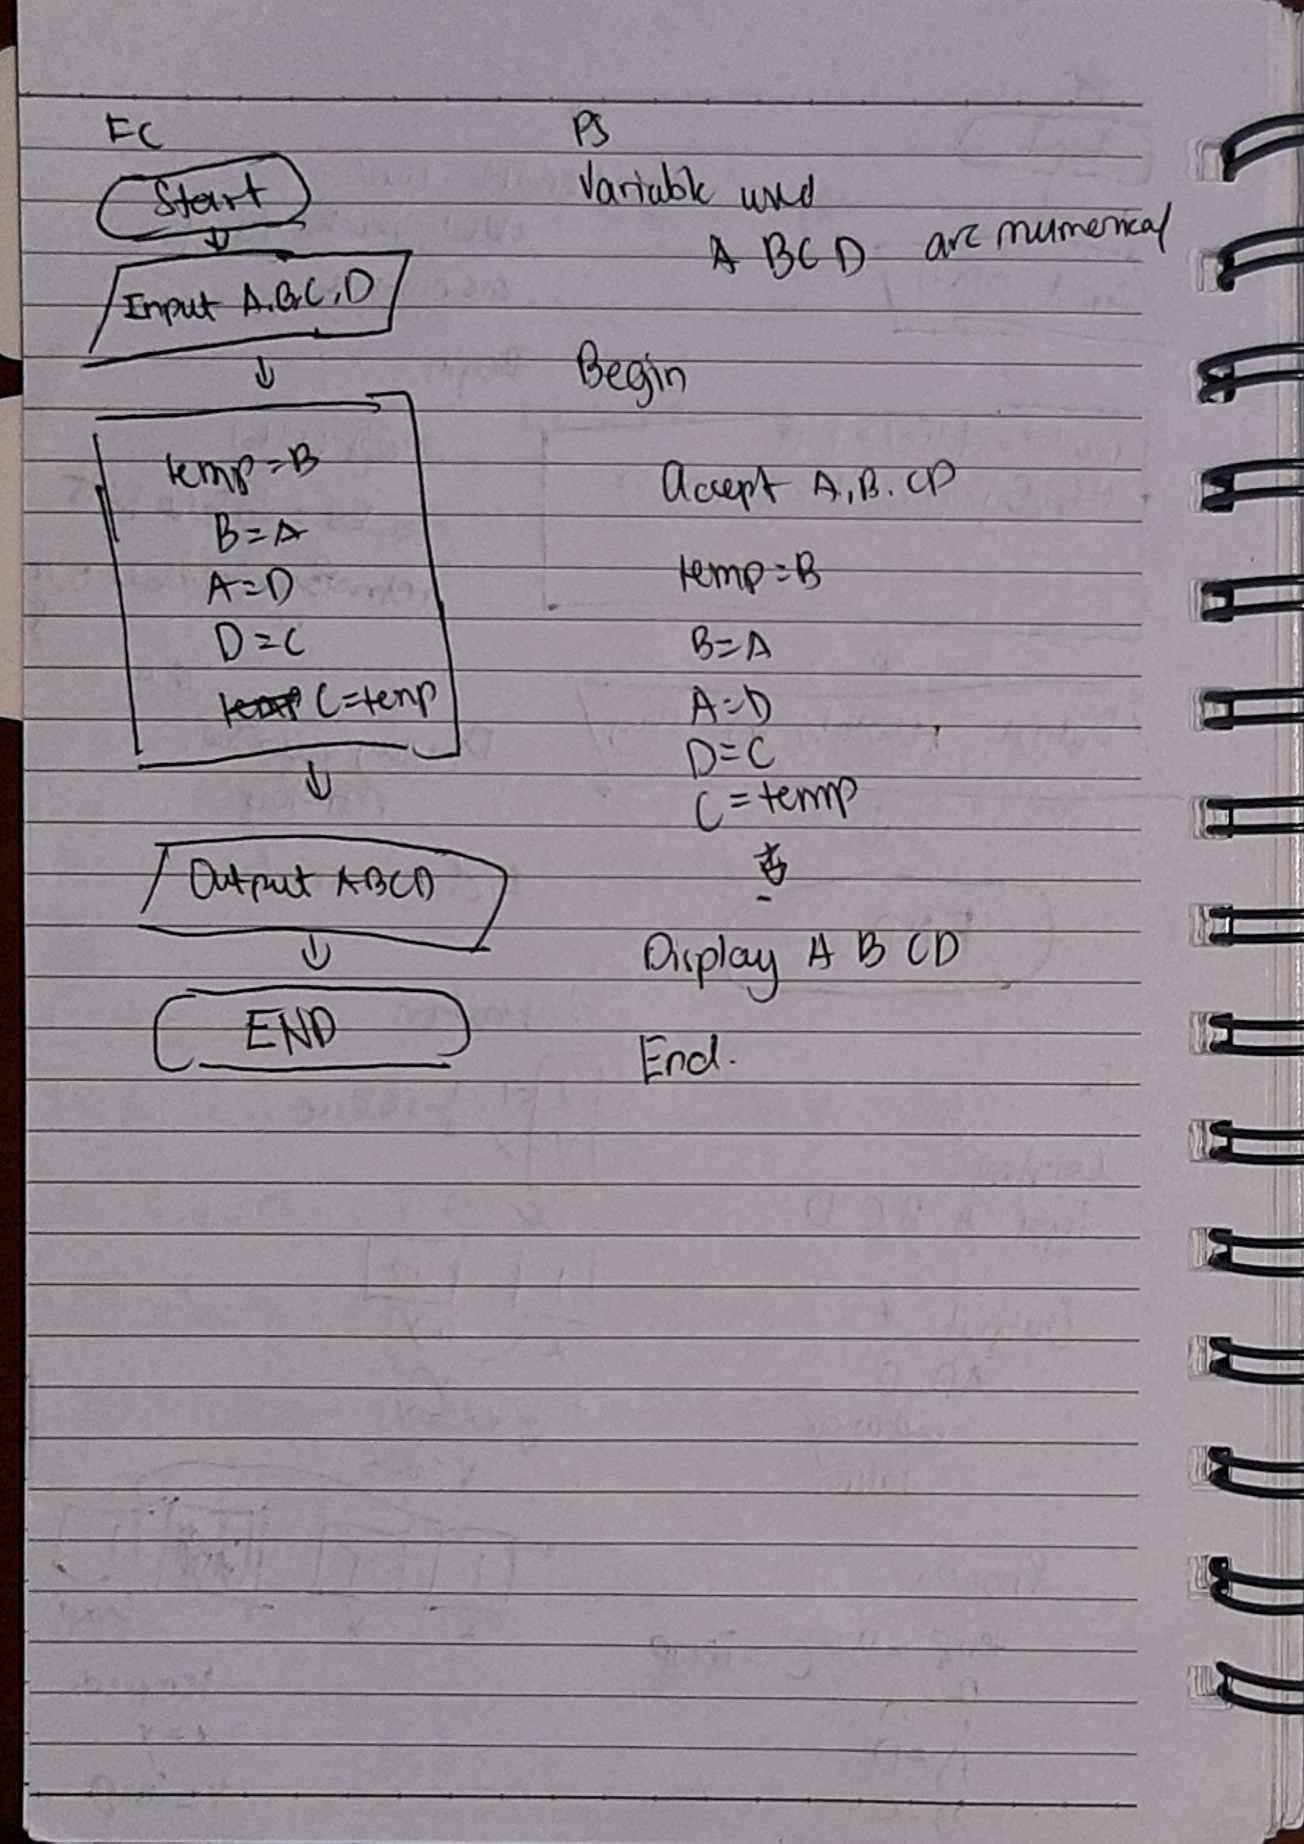 FC
Start
Input A,B,C,D
temp=B
B=A
A=D
D=C
C=temp
Output ABCD
END
PS
Variable used
A BCD are numerical
Begin
Accept A,B.CD
temp=B
B=A
A=D
D=C
C=temp
Display A B CD
End.